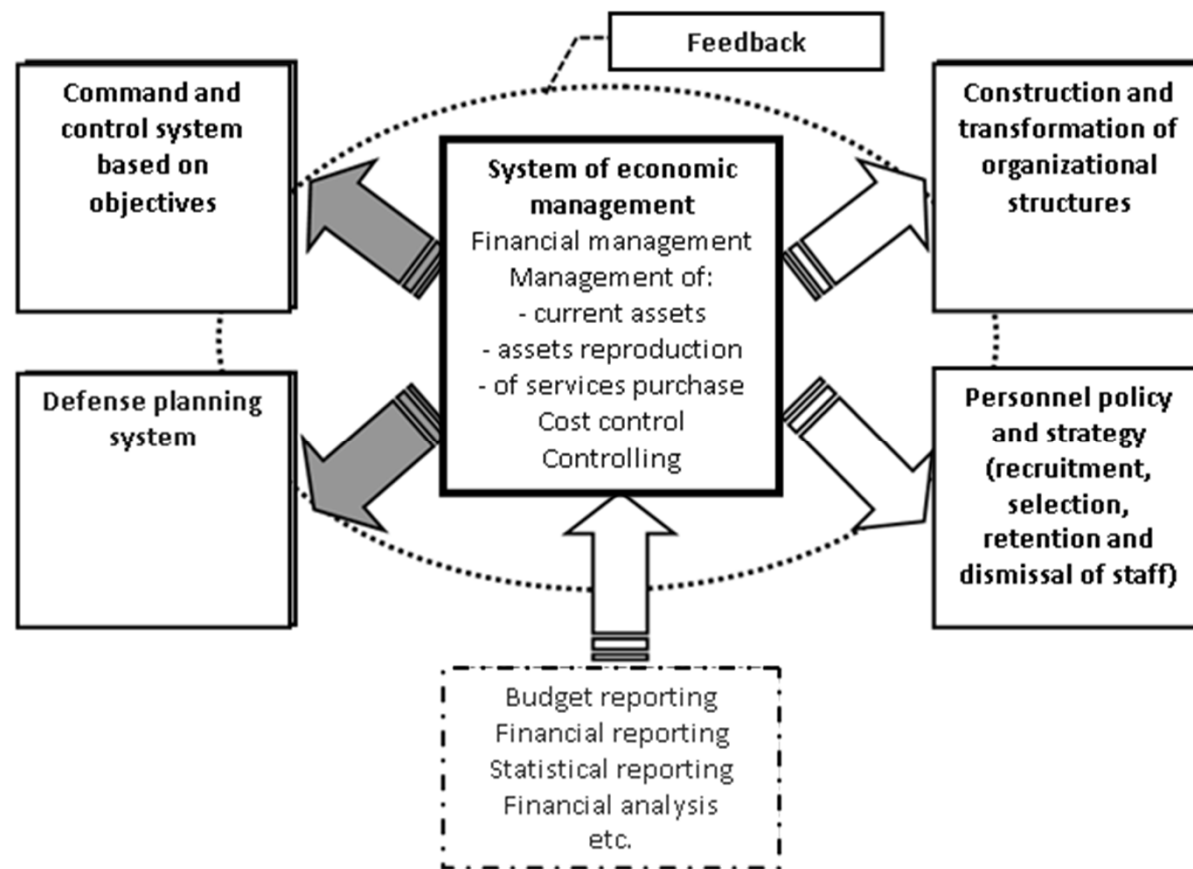 Feedback
Command and
control system
based on
objectives
Construction and
transformation of
organizational
structures
System of economic
management
Financial management
Management of:
- current assets
- assets reproduction
- of services purchase
Cost control
Controlling
Defense planning
system
Personnel policy
and strategy
(recruitment,
selection,
retention and
dismissal of staff)
Budget reporting
Financial reporting
Statistical reporting
Financial analysis
etc.